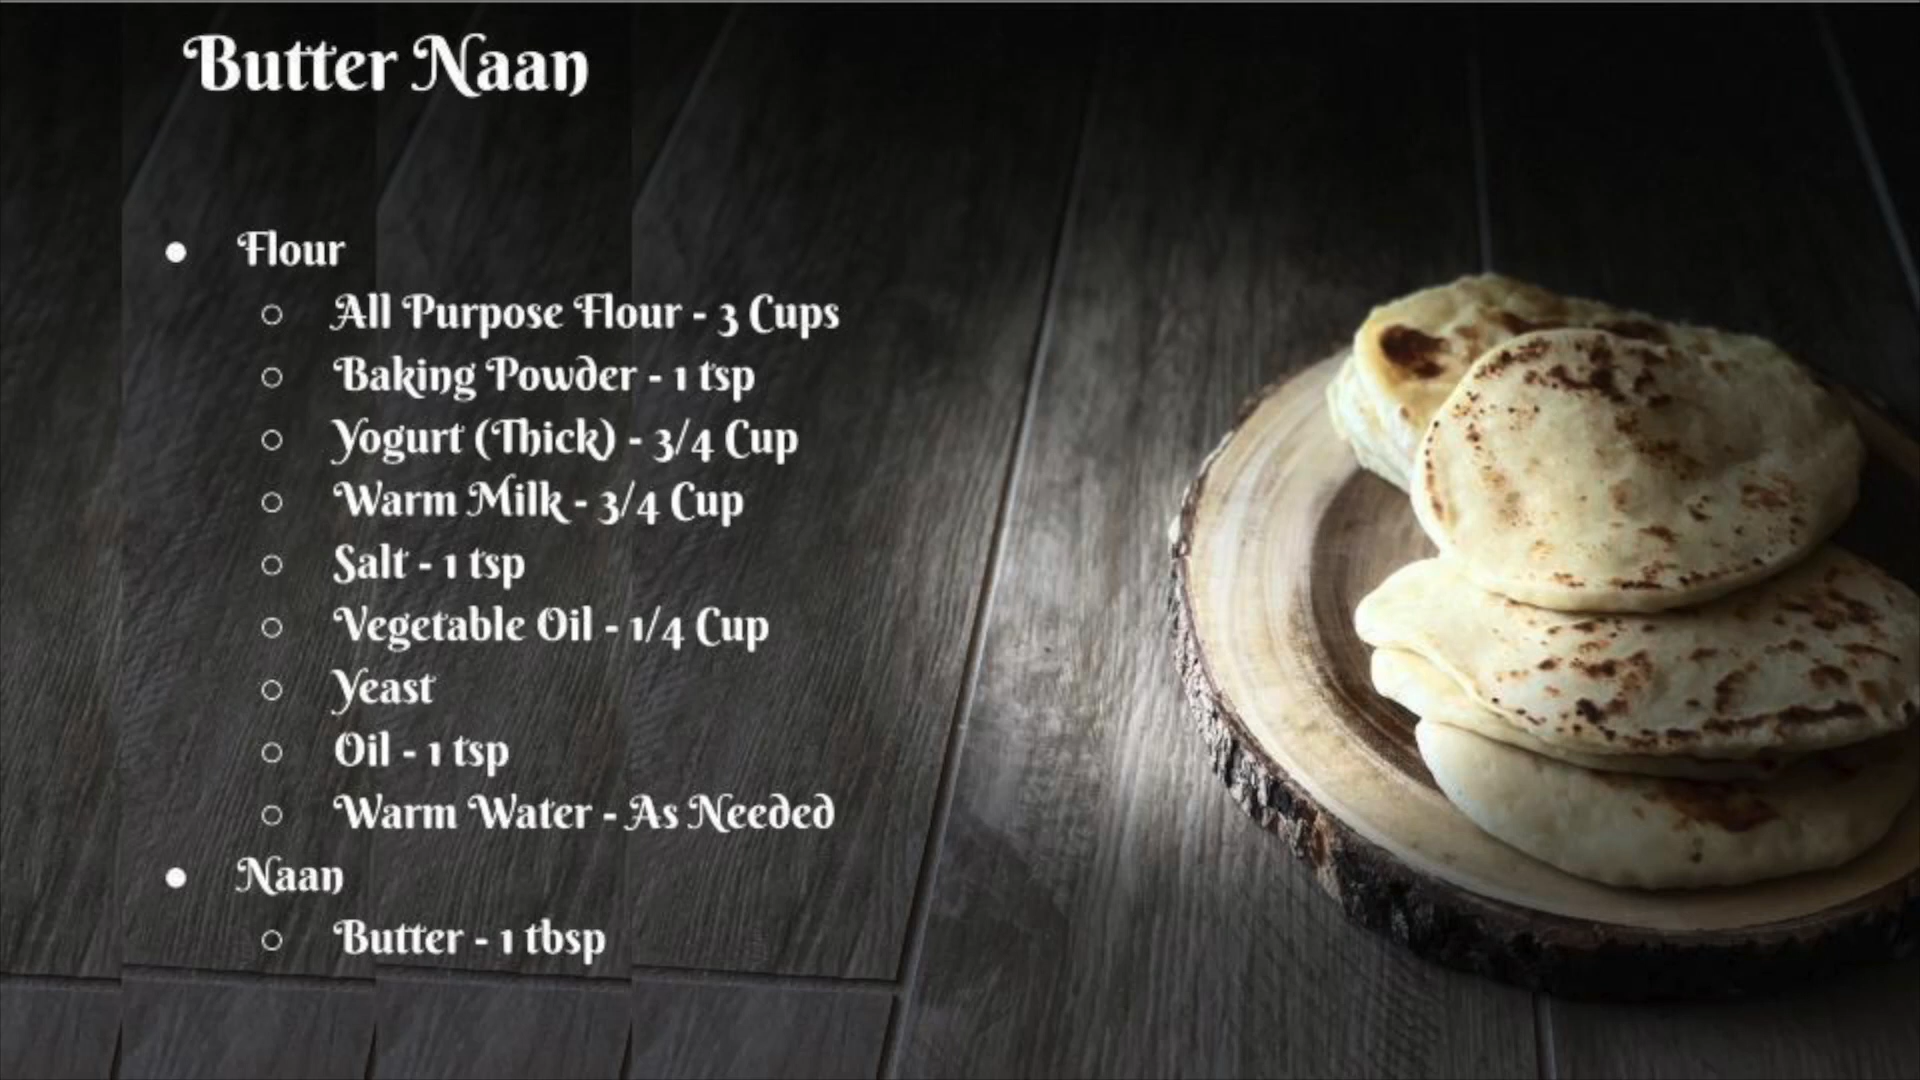 Butter Naan
● Flour
○ All Purpose Flour - 3 Cups
○ Baking Powder - 1 tsp
○ Yogurt (Thick) - 3/4 Cup
○ Warm Milk - 3/4 Cup
○ Salt - 1 tsp
○ Vegetable Oil - 1/4 Cup
○ Yeast
○ Oil - 1 tsp
○ Warm Water - As Needed
● Naan
○ Butter - 1 tbsp